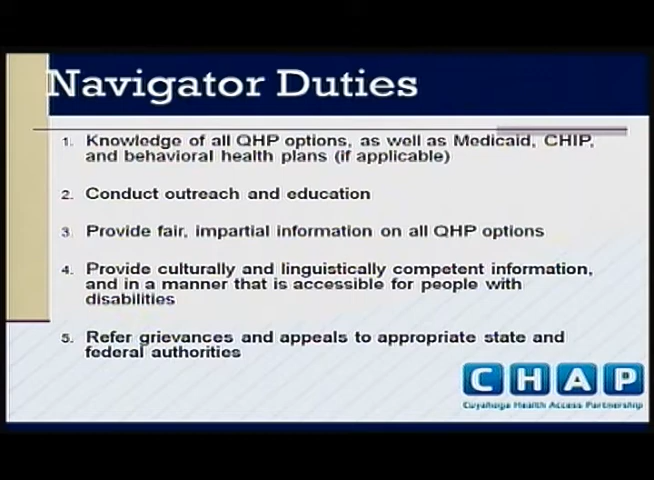 Navigator Duties
1. Knowledge of all QHP options, as well as Medicaid, CHIP,
and behavioral health plans (if applicable)
2. Conduct outreach and education
3. Provide fair, impartial information on all QHP options
4. Provide culturally and linguistically competent information,
and in a manner that is accessible for people with
disabilities
5. Refer grievances and appeals to appropriate state and
federal authorities
CHAP
Cuyahoga Health Access Partnership